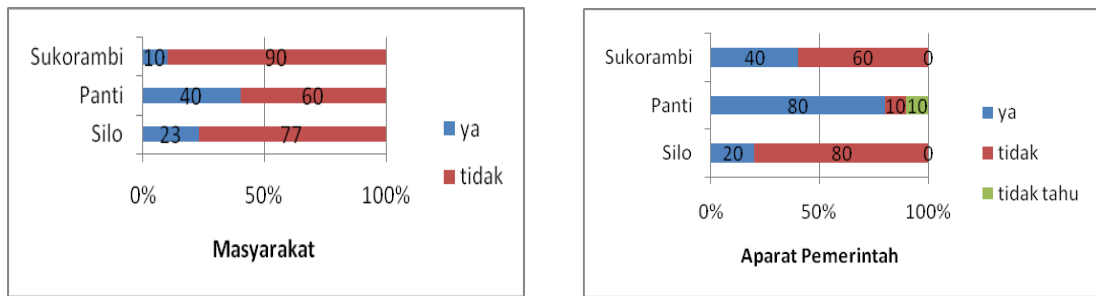 Sukorambi 10 90
Panti 40 60
Silo 23 77
ya
tidak
0% 50% 100%
Masyarakat
Sukorambi 40 60 0
Panti 80 10 10
Silo 20 80 0
ya
tidak
tidak tahu
0% 50% 100%
Aparat Pemerintah